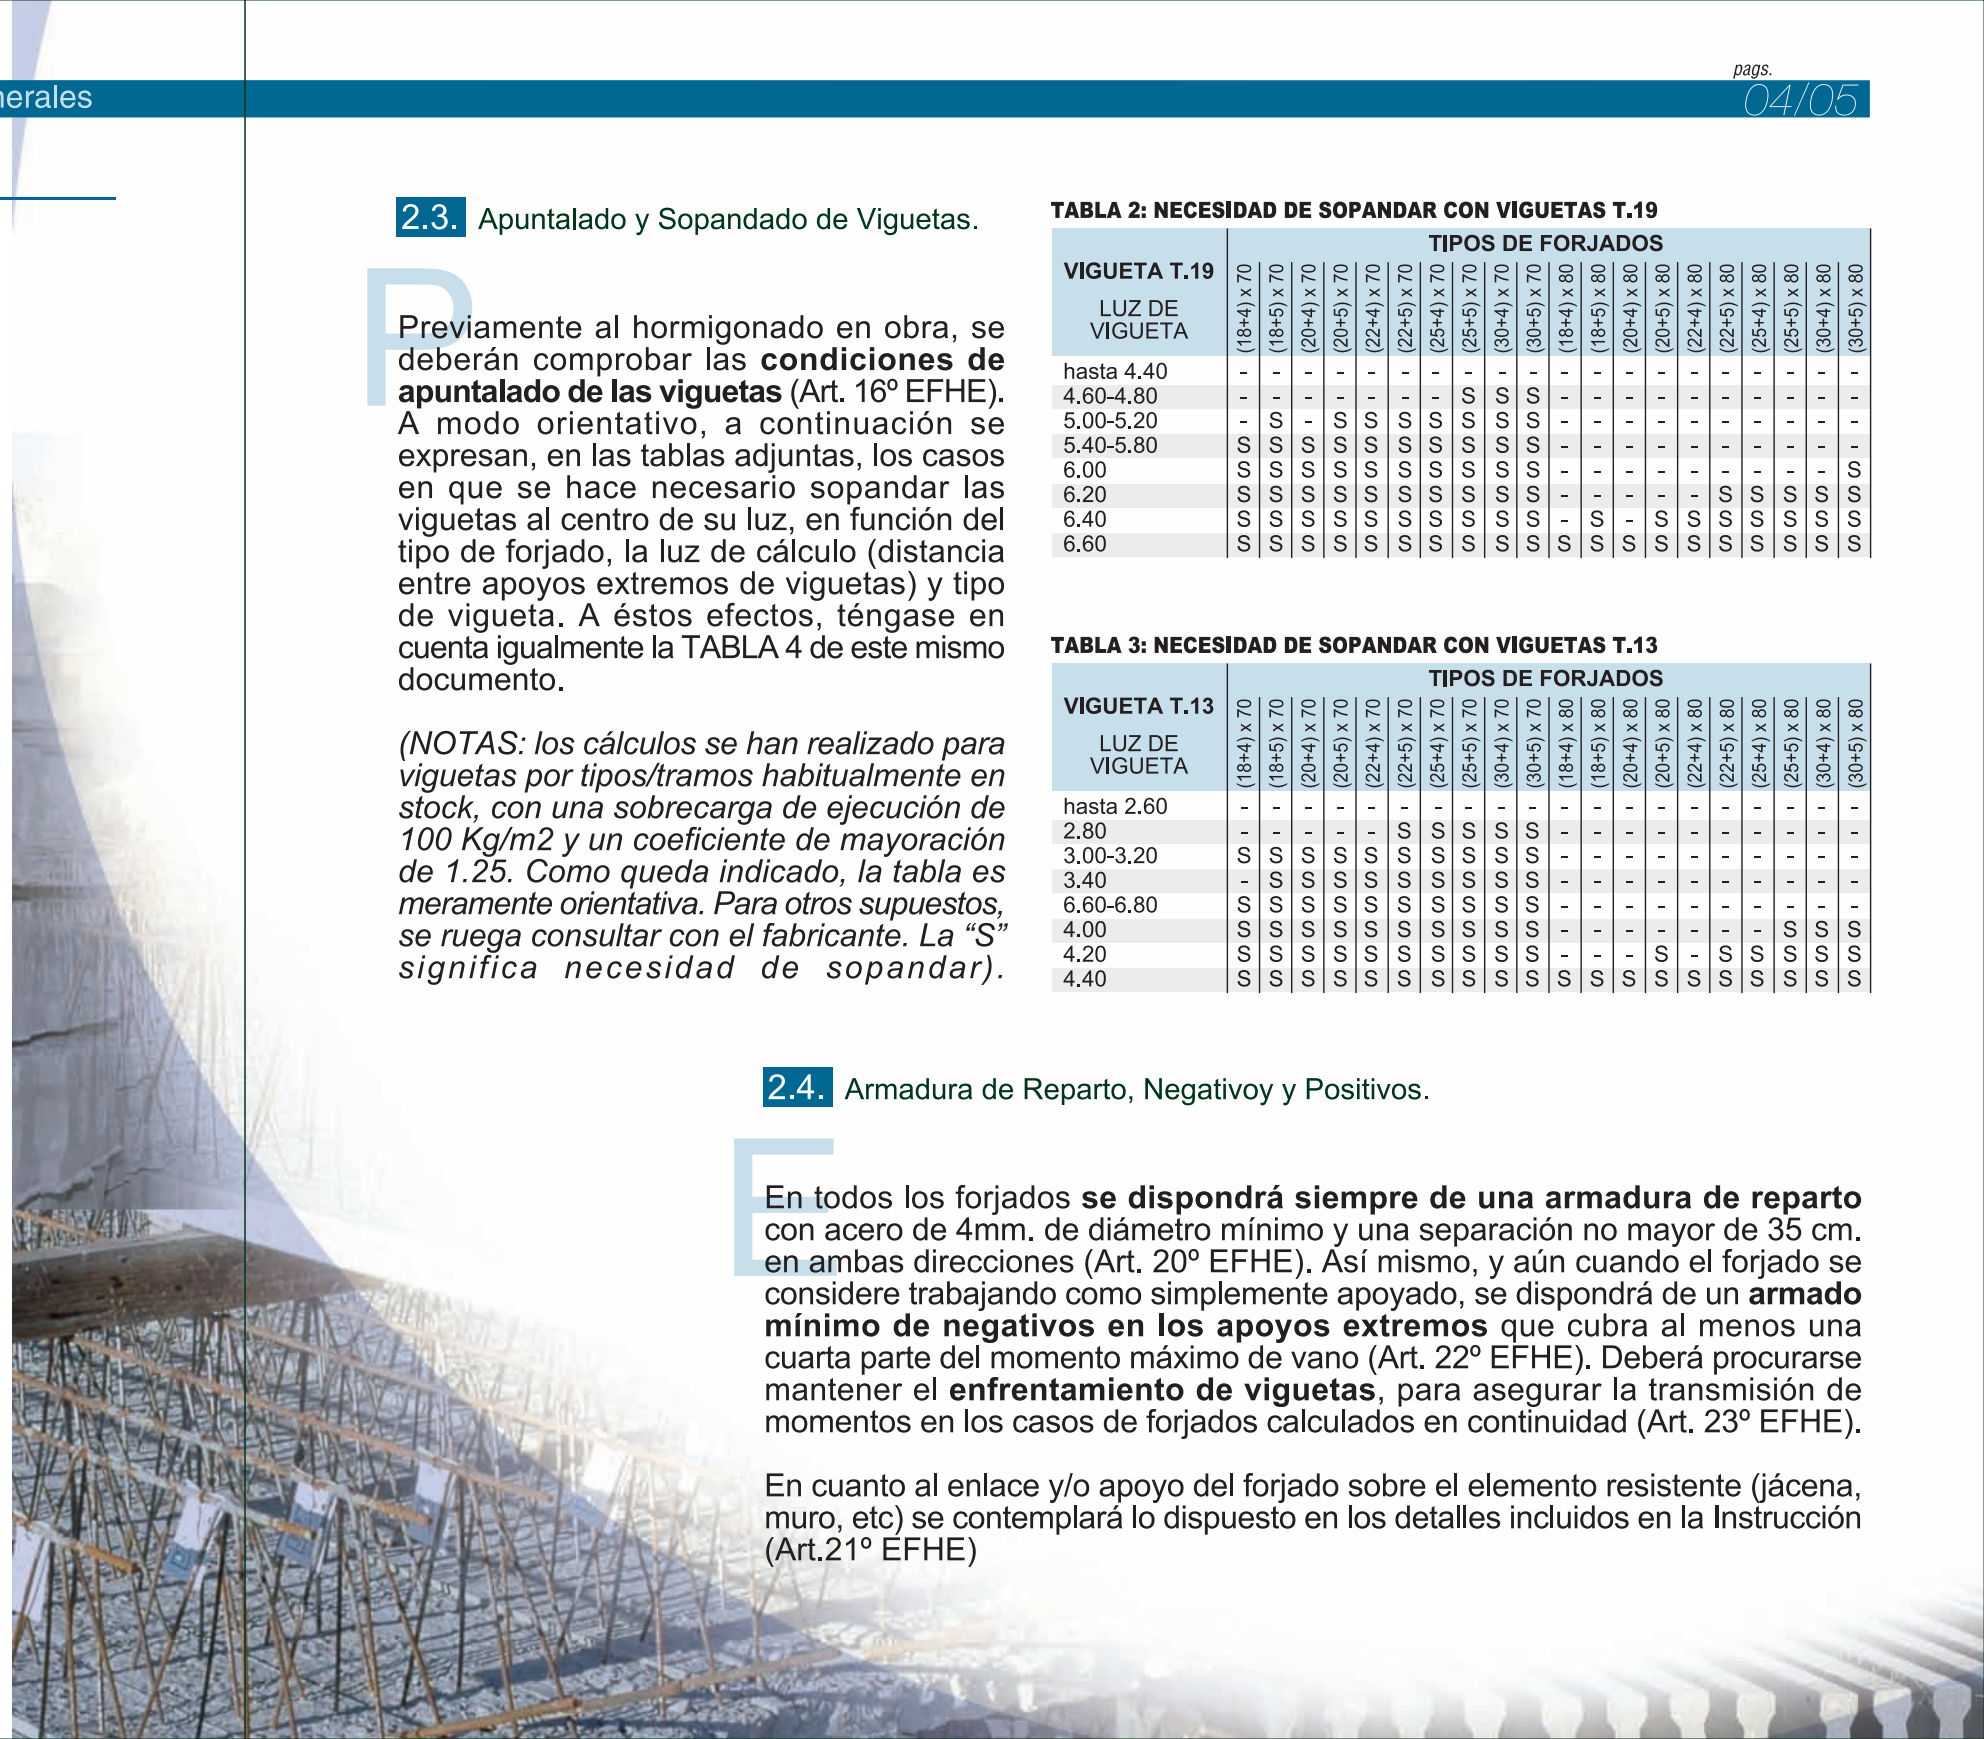 nerales
pags.
04/05
2.3. Apuntalado y Sopandado de Viguetas.
Previamente al hormigonado en obra, se
deberán comprobar las condiciones de
apuntalado de las viguetas (Art. 16º EFHE).
A modo orientativo, a continuación se
expresan, en las tablas adjuntas, los casos
en que se hace necesario sopandar las
viguetas al centro de su luz, en función del
tipo de forjado, la luz de cálculo (distancia
entre apoyos extremos de viguetas) y tipo
de vigueta. A éstos efectos, téngase en
cuenta igualmente la TABLA 4 de este mismo
documento.
(NOTAS: los cálculos se han realizado para
viguetas por tipos/tramos habitualmente en
stock, con una sobrecarga de ejecución de
100 Kg/m2 y un coeficiente de mayoración
de 1.25. Como queda indicado, la tabla es
meramente orientativa. Para otros supuestos,
se ruega consultar con el fabricante. La “S”
significa necesidad de sopandar).
TABLA 2: NECESIDAD DE SOPANDAR CON VIGUETAS T.19
TIPOS DE FORJADOS
VIGUETA T.19
LUZ DE
VIGUETA
(18+4) x 70 (18+5) x 70 (20+4) x 70 (20+5) x 70 (22+4) x 70 (22+5) x 70 (25+4) x 70 (25+5) x 70 (30+4) x 70 (30+5) x 70 (18+4) x 80 (18+5) x 80 (20+4) x 80 (20+5) x 80 (22+4) x 80 (22+5) x 80 (25+4) x 80 (25+5) x 80 (30+4) x 80 (30+5) x 80
hasta 4.40 - - - - - - - - - - - - - - - - - - - -
4.60-4.80 - - - - - - - S S S - - - - - - - - - -
5.00-5.20 - S - S S S S S S S - - - - - - - - - -
5.40-5.80 S S S S S S S S S S - - - - - - - - - -
6.00 S S S S S S S S S S - - - - - - - - - S
6.20 S S S S S S S S S S - - - - - S S S S S
6.40 S S S S S S S S S S - S - S S S S S S S
6.60 S S S S S S S S S S S S S S S S S S S S
TABLA 3: NECESIDAD DE SOPANDAR CON VIGUETAS T.13
TIPOS DE FORJADOS
VIGUETA T.13
LUZ DE
VIGUETA
(18+4) x 70 (18+5) x 70 (20+4) x 70 (20+5) x 70 (22+4) x 70 (22+5) x 70 (25+4) x 70 (25+5) x 70 (30+4) x 70 (30+5) x 70 (18+4) x 80 (18+5) x 80 (20+4) x 80 (20+5) x 80 (22+4) x 80 (22+5) x 80 (25+4) x 80 (25+5) x 80 (30+4) x 80 (30+5) x 80
hasta 2.60 - - - - - - - - - - - - - - - - - - - -
2.80 - - - - - S S S S S - - - - - - - - - -
3.00-3.20 S S S S S S S S S S - - - - - - - - - -
3.40 - S S S S S S S S S - - - - - - - - - -
6.60-6.80 S S S S S S S S S S - - - - - - - - - -
4.00 S S S S S S S S S S - - - - - - - S S S
4.20 S S S S S S S S S S - - - S - S S S S S
4.40 S S S S S S S S S S S S S S S S S S S S
2.4. Armadura de Reparto, Negativoy y Positivos.
En todos los forjados se dispondrá siempre de una armadura de reparto
con acero de 4mm. de diámetro mínimo y una separación no mayor de 35 cm.
en ambas direcciones (Art. 20º EFHE). Así mismo, y aún cuando el forjado se
considere trabajando como simplemente apoyado, se dispondrá de un armado
mínimo de negativos en los apoyos extremos que cubra al menos una
cuarta parte del momento máximo de vano (Art. 22º EFHE). Deberá procurarse
mantener el enfrentamiento de viguetas, para asegurar la transmisión de
momentos en los casos de forjados calculados en continuidad (Art. 23º EFHE).
En cuanto al enlace y/o apoyo del forjado sobre el elemento resistente (jácena,
muro, etc) se contemplará lo dispuesto en los detalles incluidos en la Instrucción
(Art.21º EFHE)